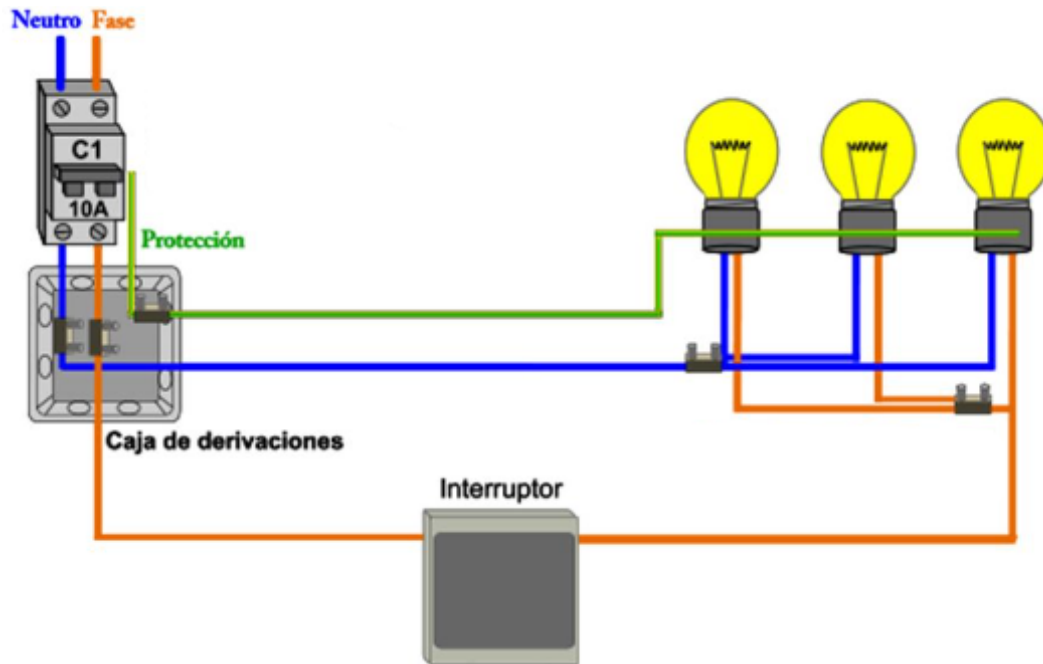 Neutro Fase
C1
10A
Protección
Caja de derivaciones
Interruptor